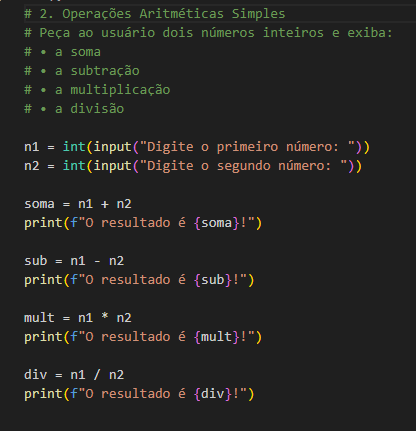 # 2. Operações Aritméticas Simples
# Peça ao usuário dois números inteiros e exiba:
# • a soma
# • a subtração
# • a multiplicação
# • a divisão
n1 = int(input("Digite o primeiro número: "))
n2 = int(input("Digite o segundo número: "))
soma = n1 + n2
print(f"O resultado é {soma}!")
sub = n1 - n2
print(f"O resultado é {sub}!")
mult = n1 * n2
print(f"O resultado é {mult}!")
div = n1 / n2
print(f"O resultado é {div}!")